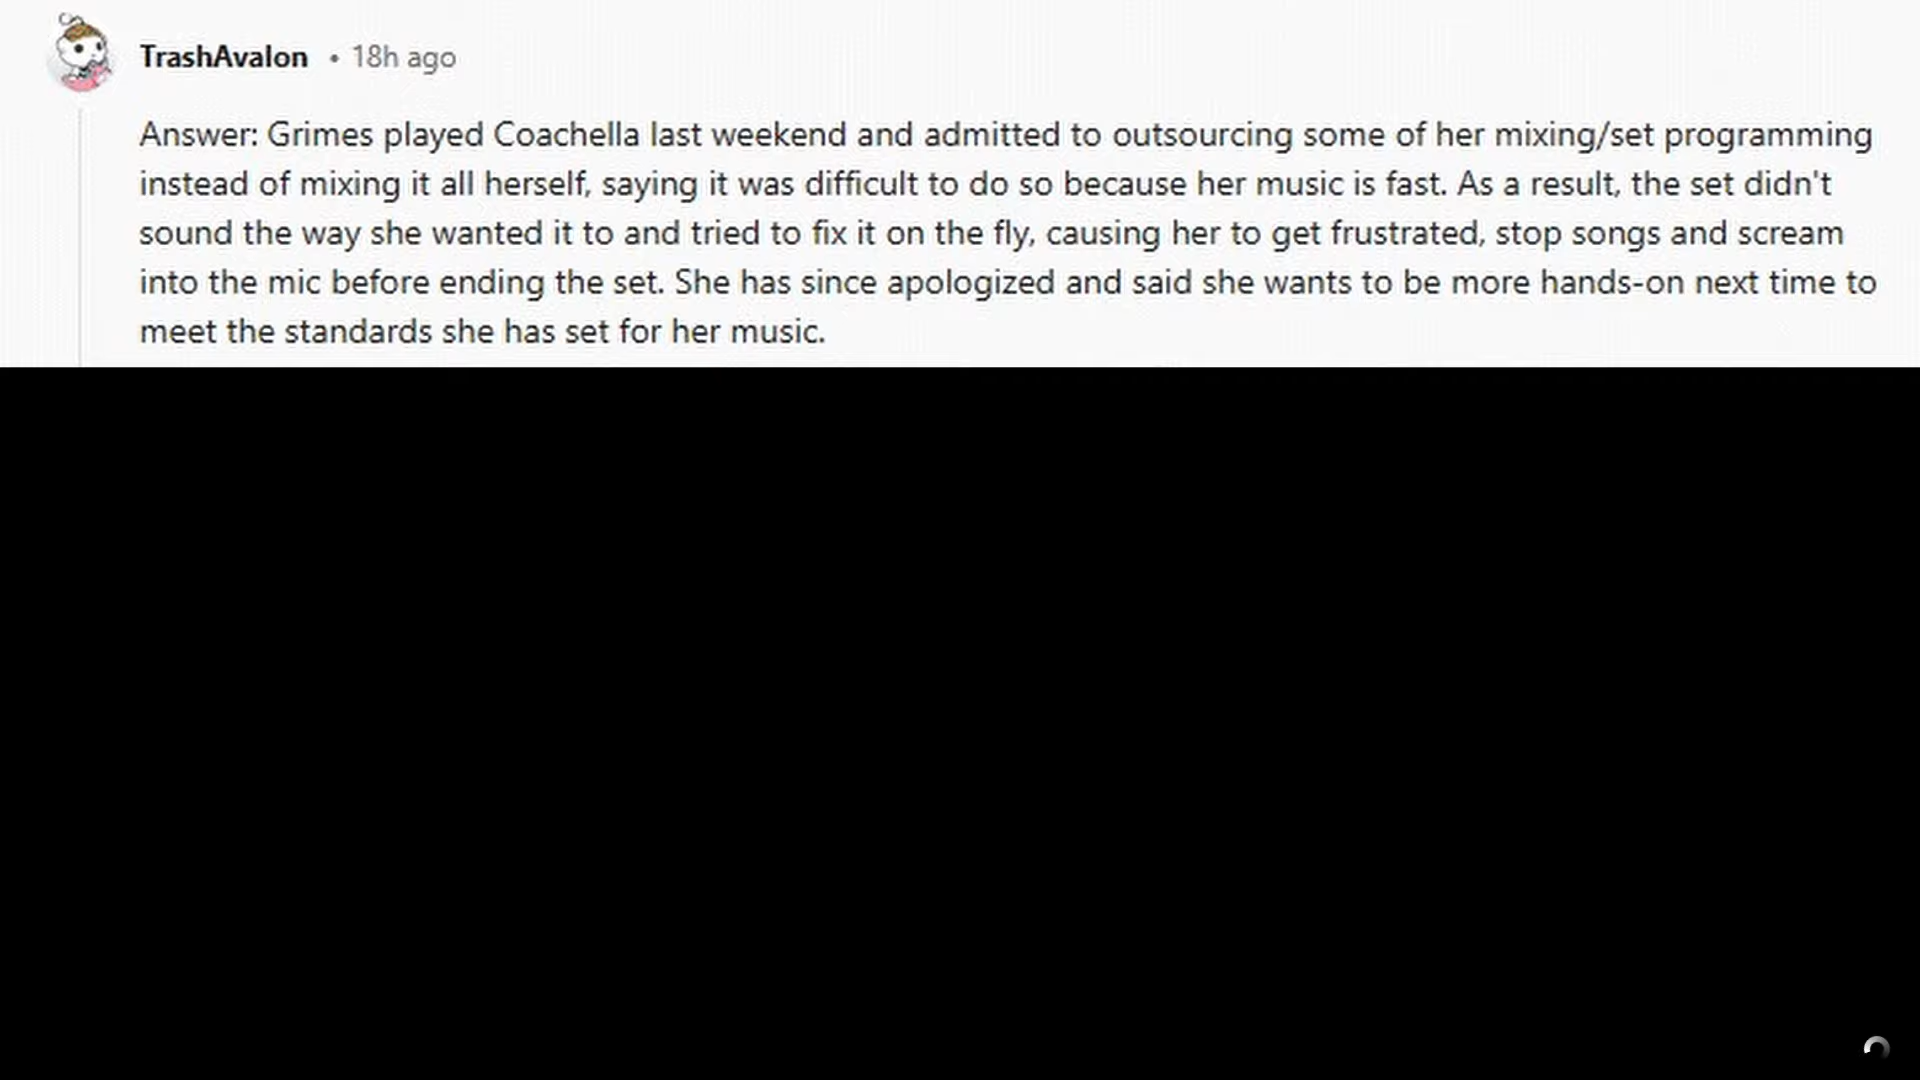 TrashAvalon • 18h ago
Answer: Grimes played Coachella last weekend and admitted to outsourcing some of her mixing/set programming
instead of mixing it all herself, saying it was difficult to do so because her music is fast. As a result, the set didn't
sound the way she wanted it to and tried to fix it on the fly, causing her to get frustrated, stop songs and scream
into the mic before ending the set. She has since apologized and said she wants to be more hands-on next time to
meet the standards she has set for her music.